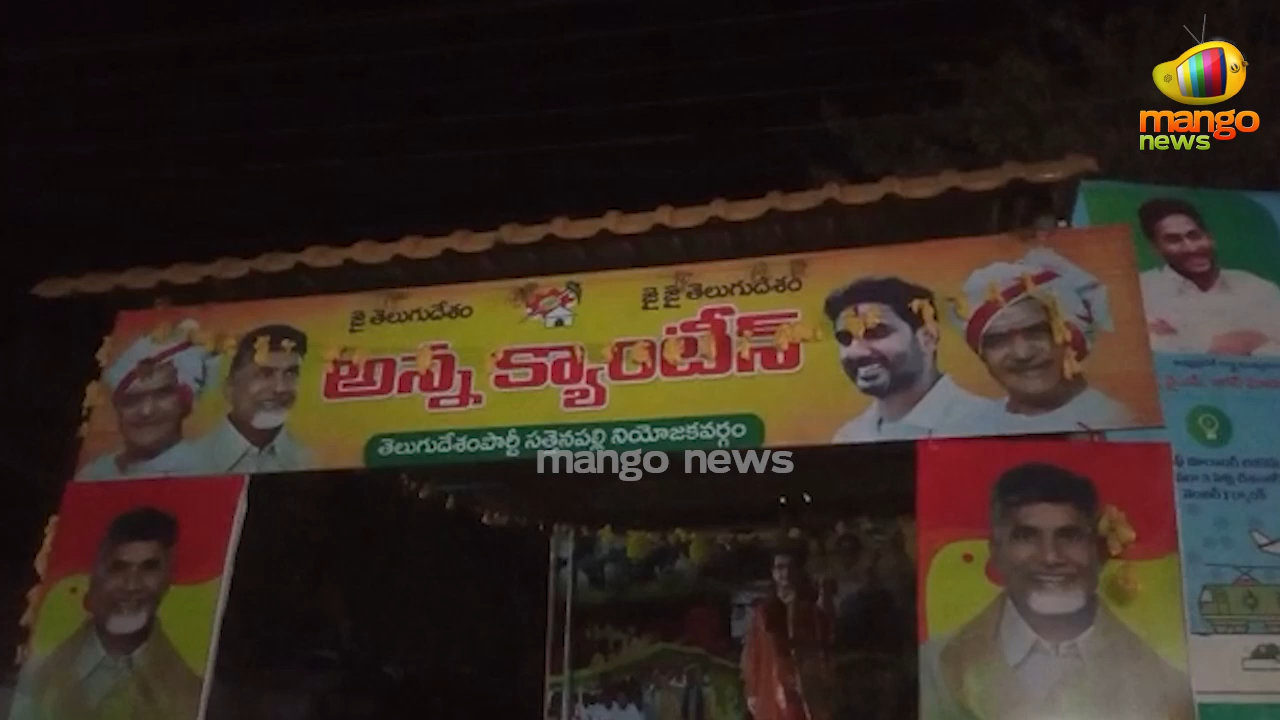 mango
news
జై తెలుగుదేశం
జై జై తెలుగుదేశం
అన్న క్యాంటీన్
తెలుగుదేశంపార్టీ సత్తెనపల్లి నియోజకవర్గం
mango news